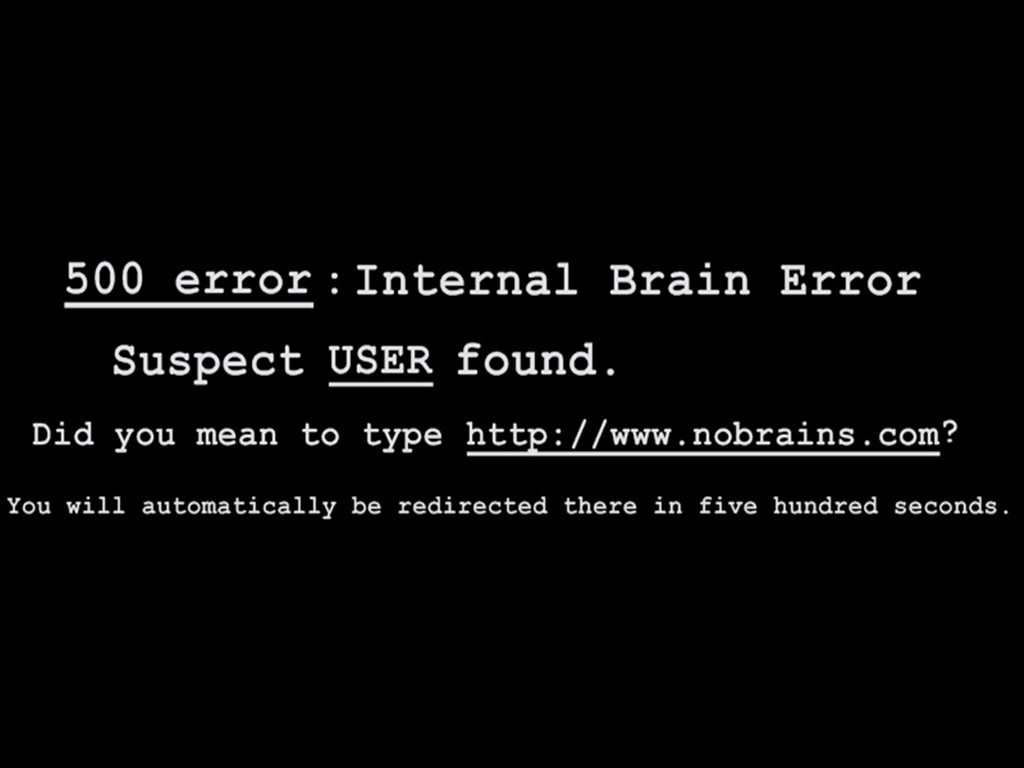 500 error:Internal Brain Error
Suspect USER found.
Did you mean to type http://www.nobrains.com?
You will automatically be redirected there in five hundred seconds.